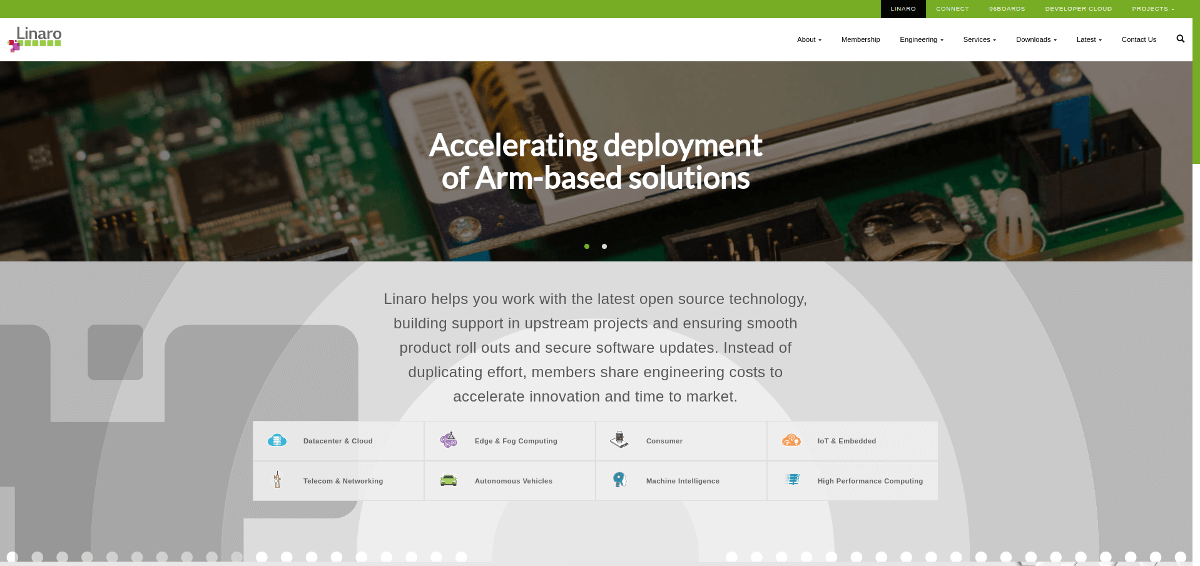 LINARO
CONNECT
96BOARDS
DEVELOPER CLOUD
PROJECTS
Linaro
About
Membership
Engineering
Services
Downloads
Latest
Contact Us
Accelerating deployment
of Arm-based solutions
Linaro helps you work with the latest open source technology,
building support in upstream projects and ensuring smooth
product roll outs and secure software updates. Instead of
duplicating effort, members share engineering costs to
accelerate innovation and time to market.
Datacenter & Cloud
Edge & Fog Computing
Consumer
IoT & Embedded
Telecom & Networking
Autonomous Vehicles
Machine Intelligence
High Performance Computing